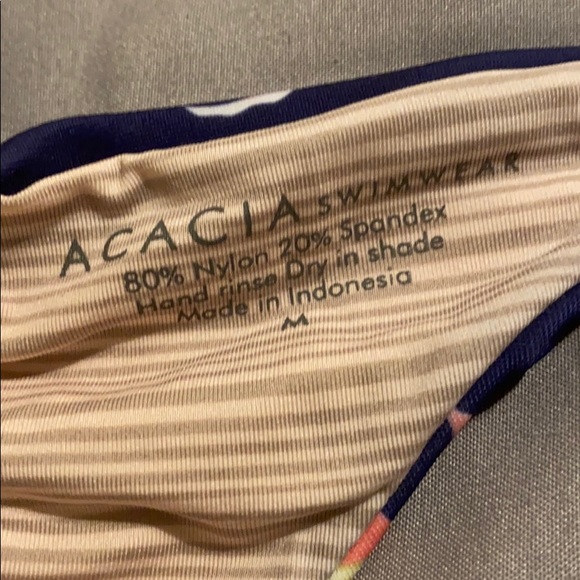 ACACIA SWIMWEAR
80% Nylon 20% Spandex
Hand rinse Dry in shade
Made in Indonesia
M